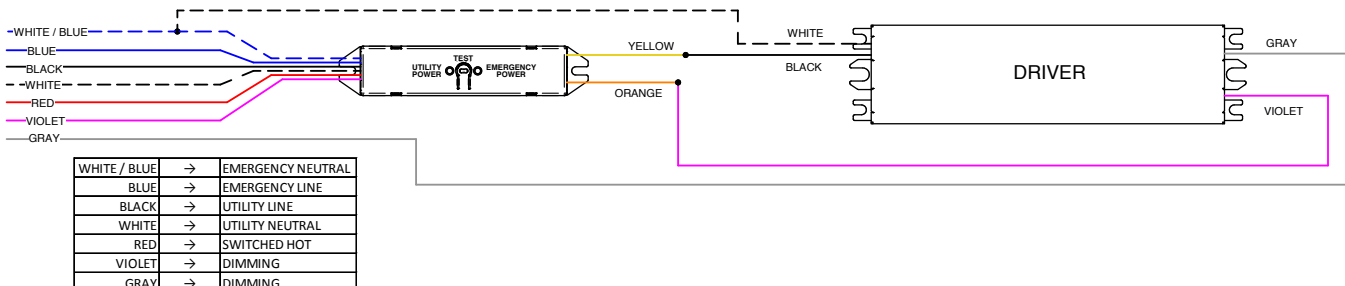 WHITE / BLUE
BLUE
BLACK
WHITE
RED
VIOLET
GRAY
UTILITY POWER
TEST
EMERGENCY POWER
YELLOW
ORANGE
WHITE
BLACK
DRIVER
GRAY
VIOLET
WHITE / BLUE → EMERGENCY NEUTRAL
BLUE → EMERGENCY LINE
BLACK → UTILITY LINE
WHITE → UTILITY NEUTRAL
RED → SWITCHED HOT
VIOLET → DIMMING
GRAY → DIMMING